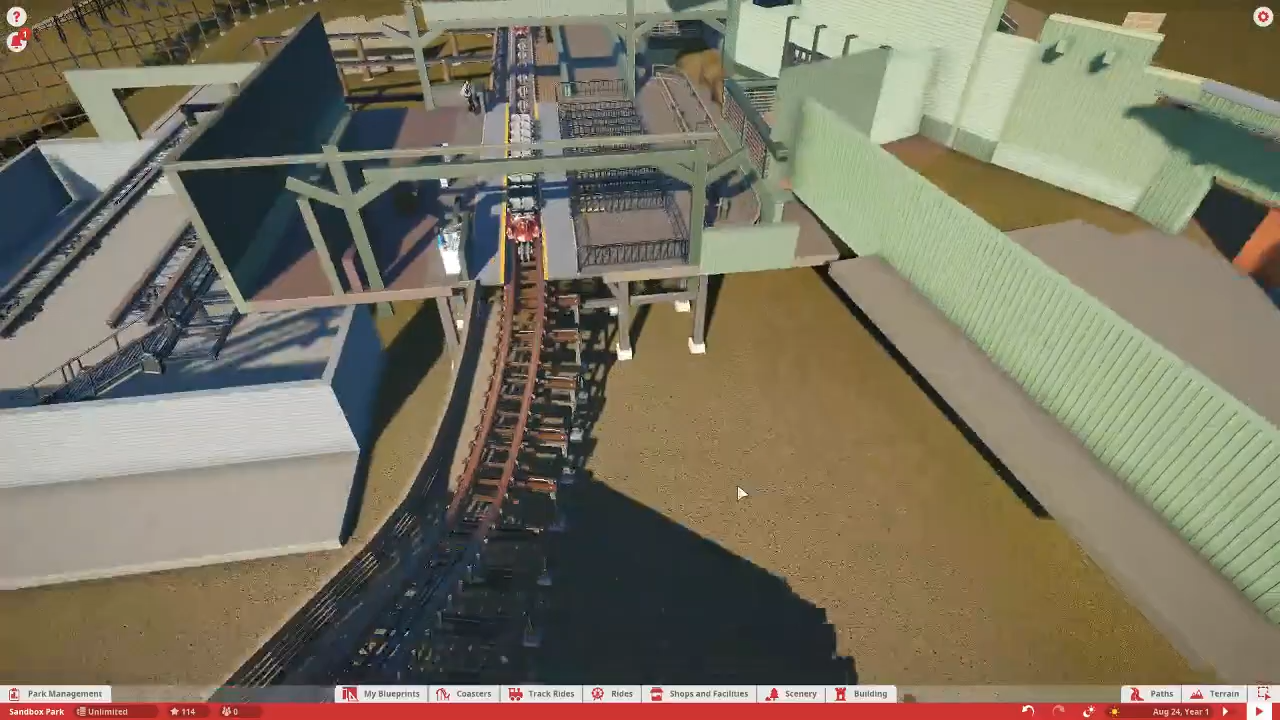 ?
1
Park Management
My Blueprints
Coasters
Track Rides
Rides
Shops and Facilities
Scenery
Building
Paths
Terrain
Sandbox Park
Unlimited
114
0
Aug 24, Year 1